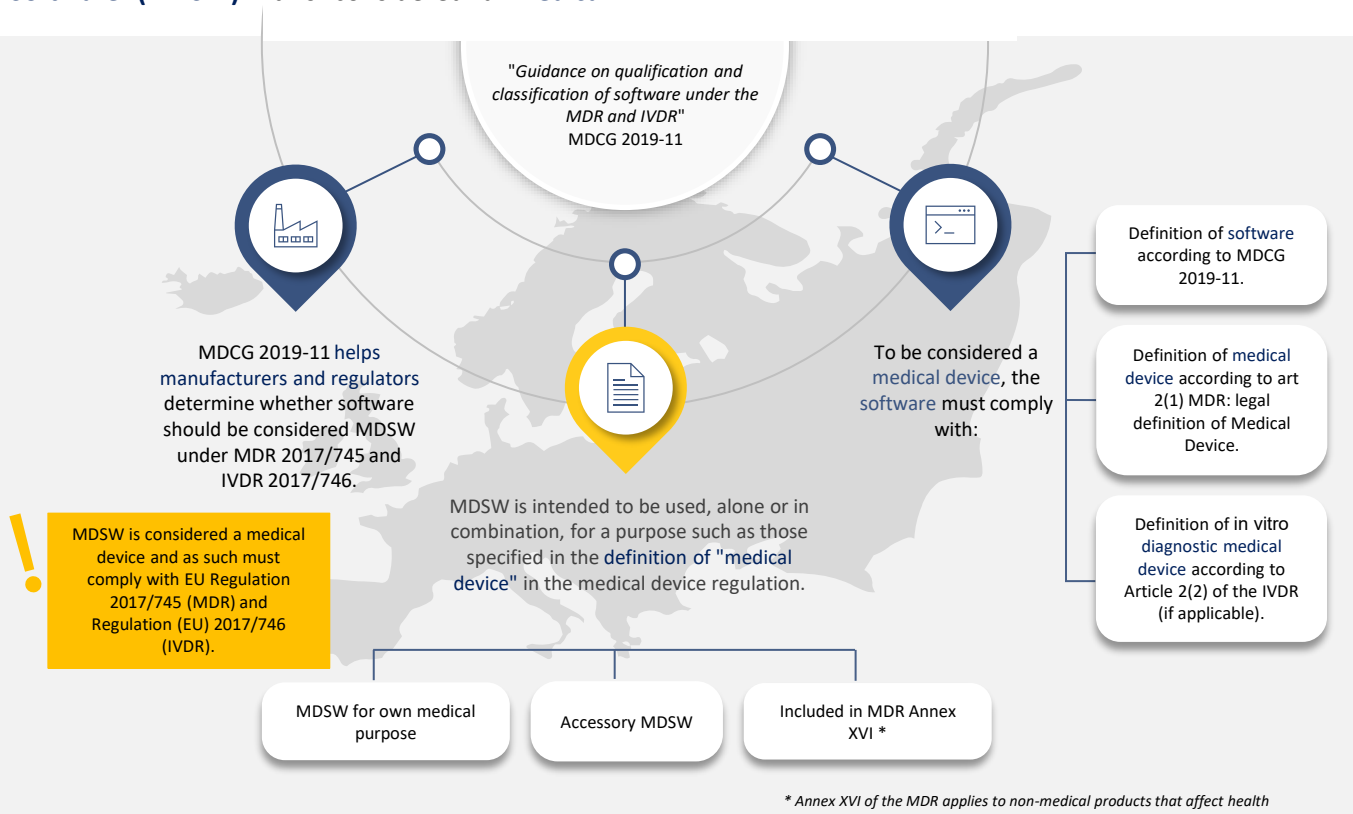 "Guidance on qualification and
classification of software under the
MDR and IVDR"
MDCG 2019-11
MDCG 2019-11 helps
manufacturers and regulators
determine whether software
should be considered MDSW
under MDR 2017/745 and
IVDR 2017/746.
MDSW is considered a medical
device and as such must
comply with EU Regulation
2017/745 (MDR) and
Regulation (EU) 2017/746
(IVDR).
MDSW is intended to be used, alone or in
combination, for a purpose such as those
specified in the definition of "medical
device" in the medical device regulation.
MDSW for own medical
purpose
Accessory MDSW
Included in MDR Annex
XVI *
To be considered a
medical device, the
software must comply
with:
Definition of software
according to MDCG
2019-11.
Definition of medical
device according to art
2(1) MDR: legal
definition of Medical
Device.
Definition of in vitro
diagnostic medical
device according to
Article 2(2) of the IVDR
(if applicable).
* Annex XVI of the MDR applies to non-medical products that affect health